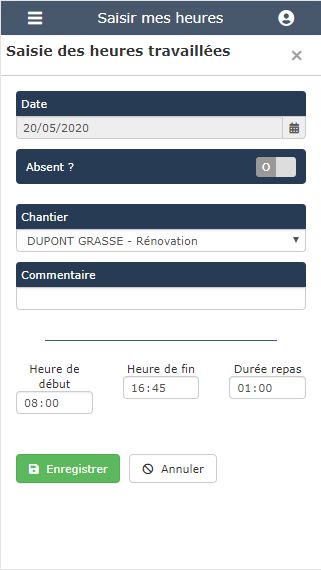 Saisir mes heures
Saisie des heures travaillées
×
Date
20/05/2020
Absent ?
O
Chantier
DUPONT GRASSE - Rénovation
Commentaire
Heure de
début
Heure de fin
Durée repas
08:00
16:45
01:00
Enregistrer
Annuler